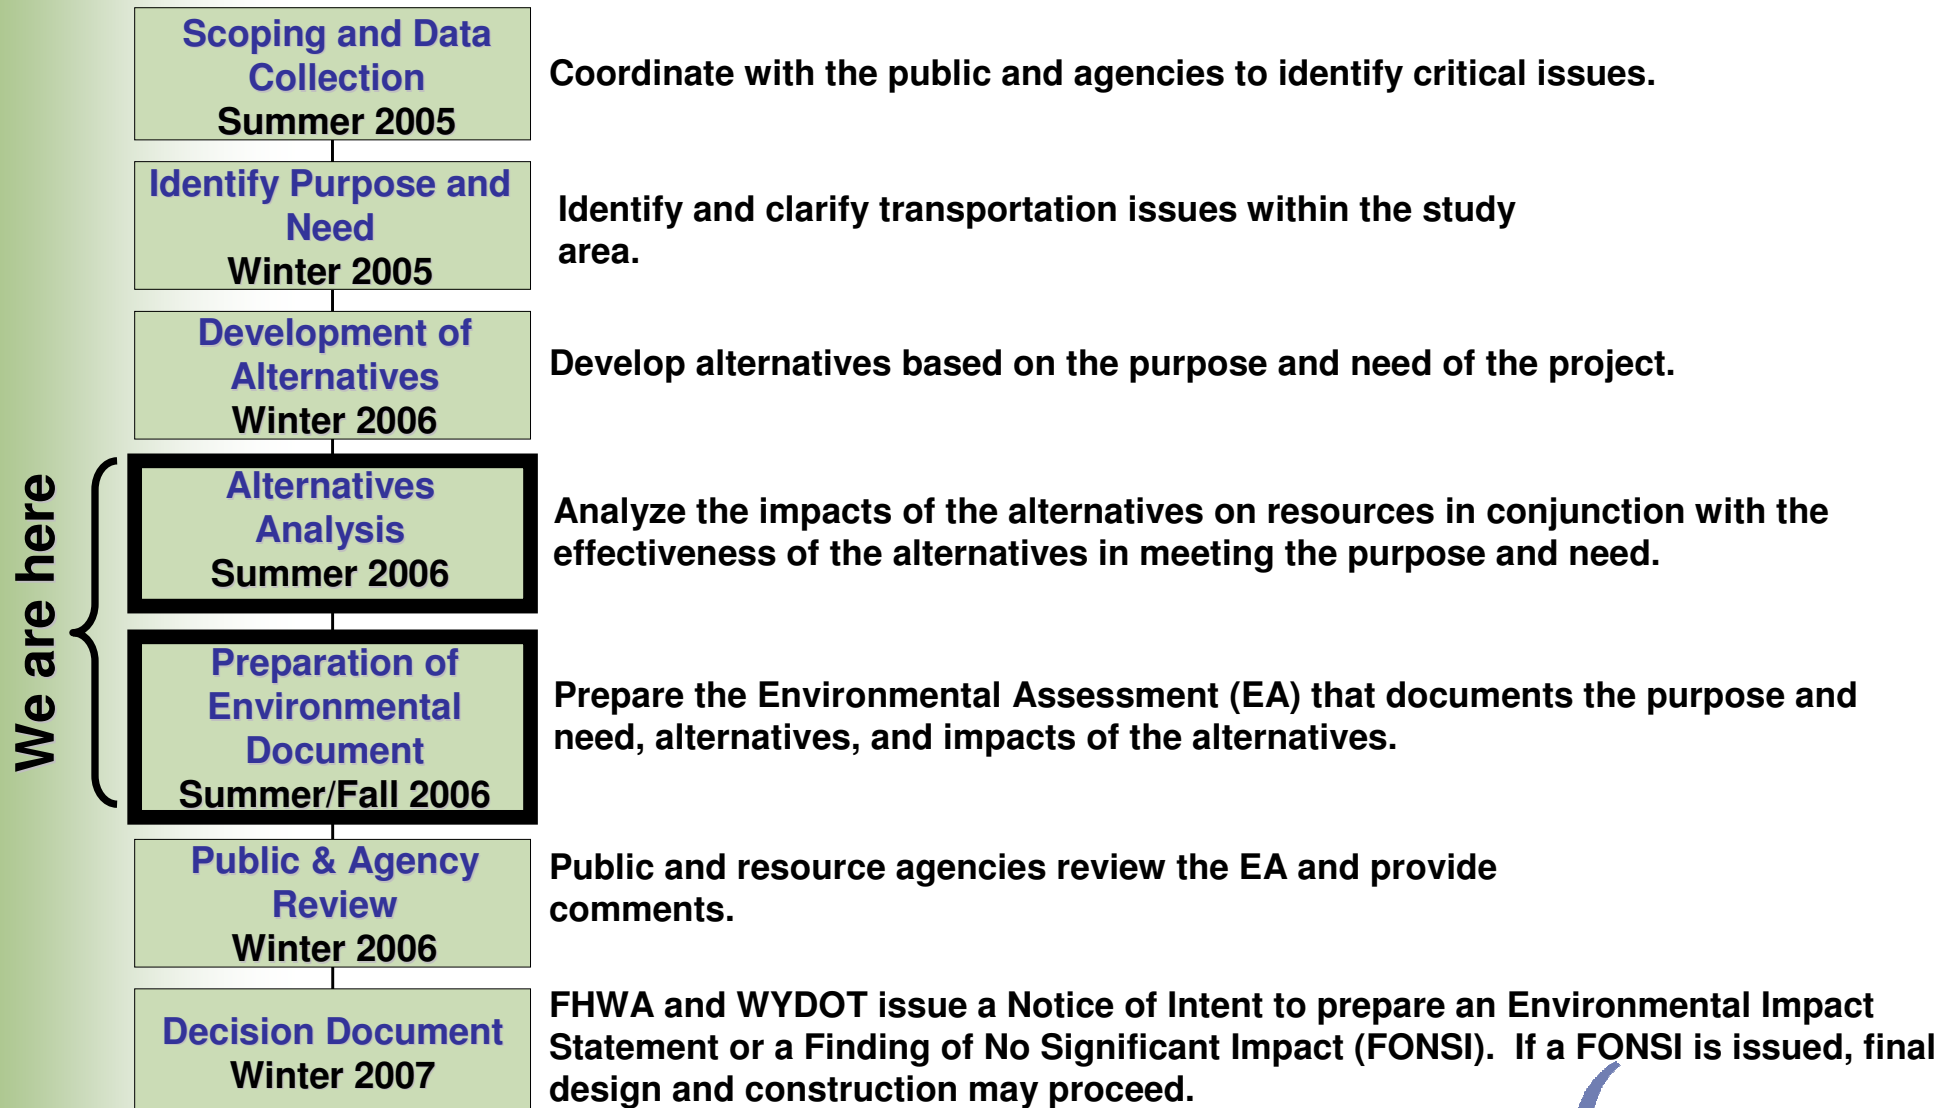 Scoping and Data
Collection
Summer 2005
Coordinate with the public and agencies to identify critical issues.
Identify Purpose and
Need
Winter 2005
Identify and clarify transportation issues within the study
area.
Development of
Alternatives
Winter 2006
Develop alternatives based on the purpose and need of the project.
We are here
Alternatives
Analysis
Summer 2006
Analyze the impacts of the alternatives on resources in conjunction with the
effectiveness of the alternatives in meeting the purpose and need.
Preparation of
Environmental
Document
Summer/Fall 2006
Prepare the Environmental Assessment (EA) that documents the purpose and
need, alternatives, and impacts of the alternatives.
Public & Agency
Review
Winter 2006
Public and resource agencies review the EA and provide
comments.
Decision Document
Winter 2007
FHWA and WYDOT issue a Notice of Intent to prepare an Environmental Impact
Statement or a Finding of No Significant Impact (FONSI).  If a FONSI is issued, final
design and construction may proceed.